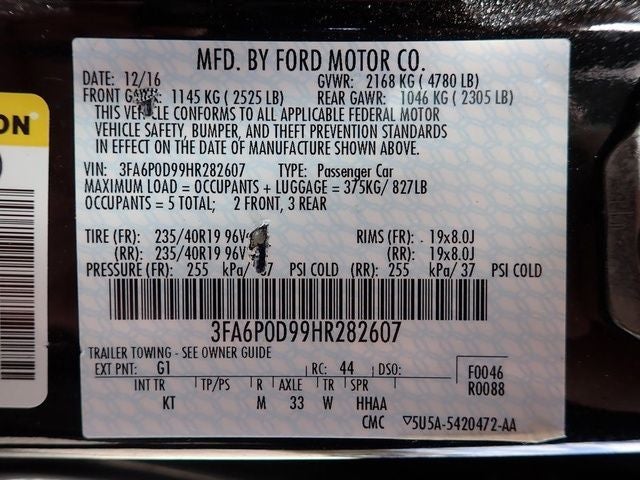 MFD. BY FORD MOTOR CO.
DATE: 12/16 GVWR: 2168 KG ( 4780 LB)
FRONT 1145 KG ( 2525 LB) REAR GAWR: 1046 KG ( 2305 LB)
THIS CONFORMS TO ALL APPLICABLE FEDERAL MOTOR
VEHICLE SAFETY, BUMPER, AND THEFT PREVENTION STANDARDS
IN EFFECT ON THE DATE OF MANUFACTURE SHOWN ABOVE.
VIN: 3FA6P0D99HR282607 TYPE: Passenger Car
MAXIMUM LOAD = OCCUPANTS + LUGGAGE = 375KG/ 827LB
OCCUPANTS = 5 TOTAL; 2 FRONT, 3 REAR
TIRE (FR): 235/40R19 96V RIMS (FR): 19x8.0J
(RR): 235/40R19 96V (RR): 19x8.0J
PRESSURE (FR): 255 kPa/ 37 PSI COLD (RR): 255 kPa/ 37 PSI COLD
3FA6P0D99HR282607
TRAILER TOWING - SEE OWNER GUIDE
EXT PNT: G1 RC: 44 DSO: F0046
INT TR TP/PS R AXLE TR SPR R0088
KT M 33 W HHAA
CMC ▽5U5A-5420472-AA
ON